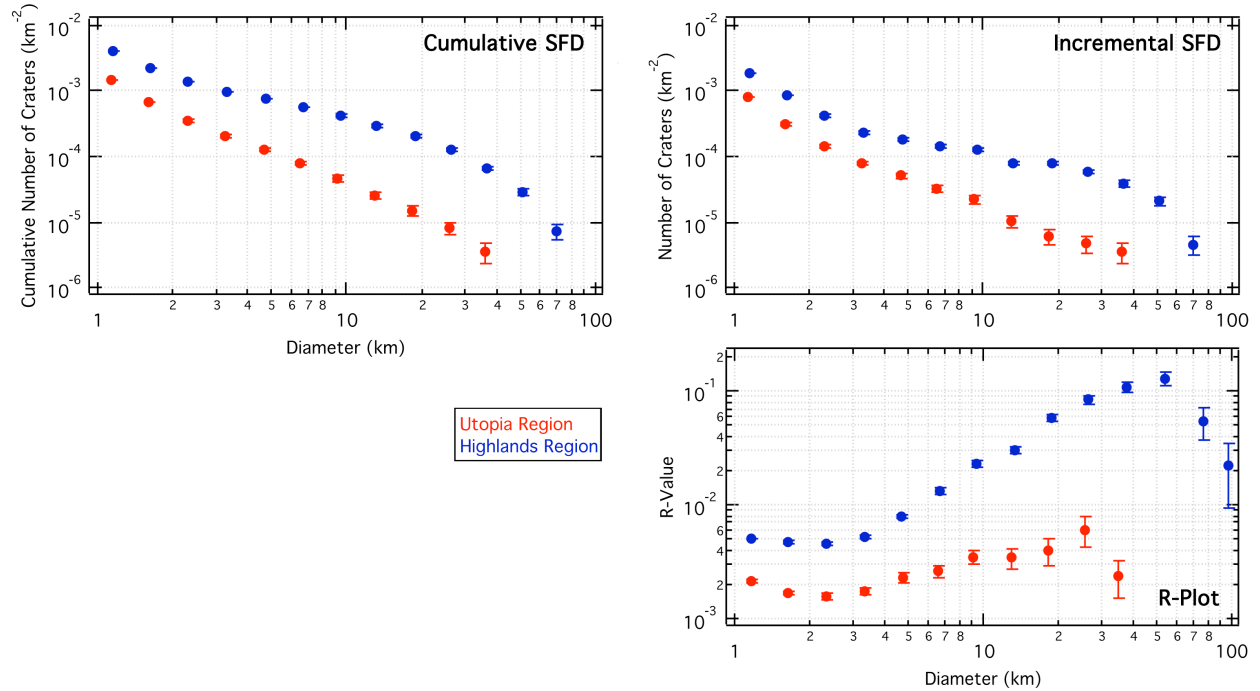 Cumulative SFD
Cumulative Number of Craters (km-2)
10-2
10-3
10-4
10-5
10-6
2 3 4 5 6 7 8 2 3 4 5 6 7 8
1 10 100
Diameter (km)
Incremental SFD
Number of Craters (km-2)
10-2
10-3
10-4
10-5
10-6
2 3 4 5 6 7 8 2 3 4 5 6 7 8
1 10 100
Utopia Region
Highlands Region
R-Plot
R-Value
2
10-1
6
4
2
10-2
6
4
2
10-3
2 3 4 5 6 7 8 2 3 4 5 6 7 8
1 10 100
Diameter (km)